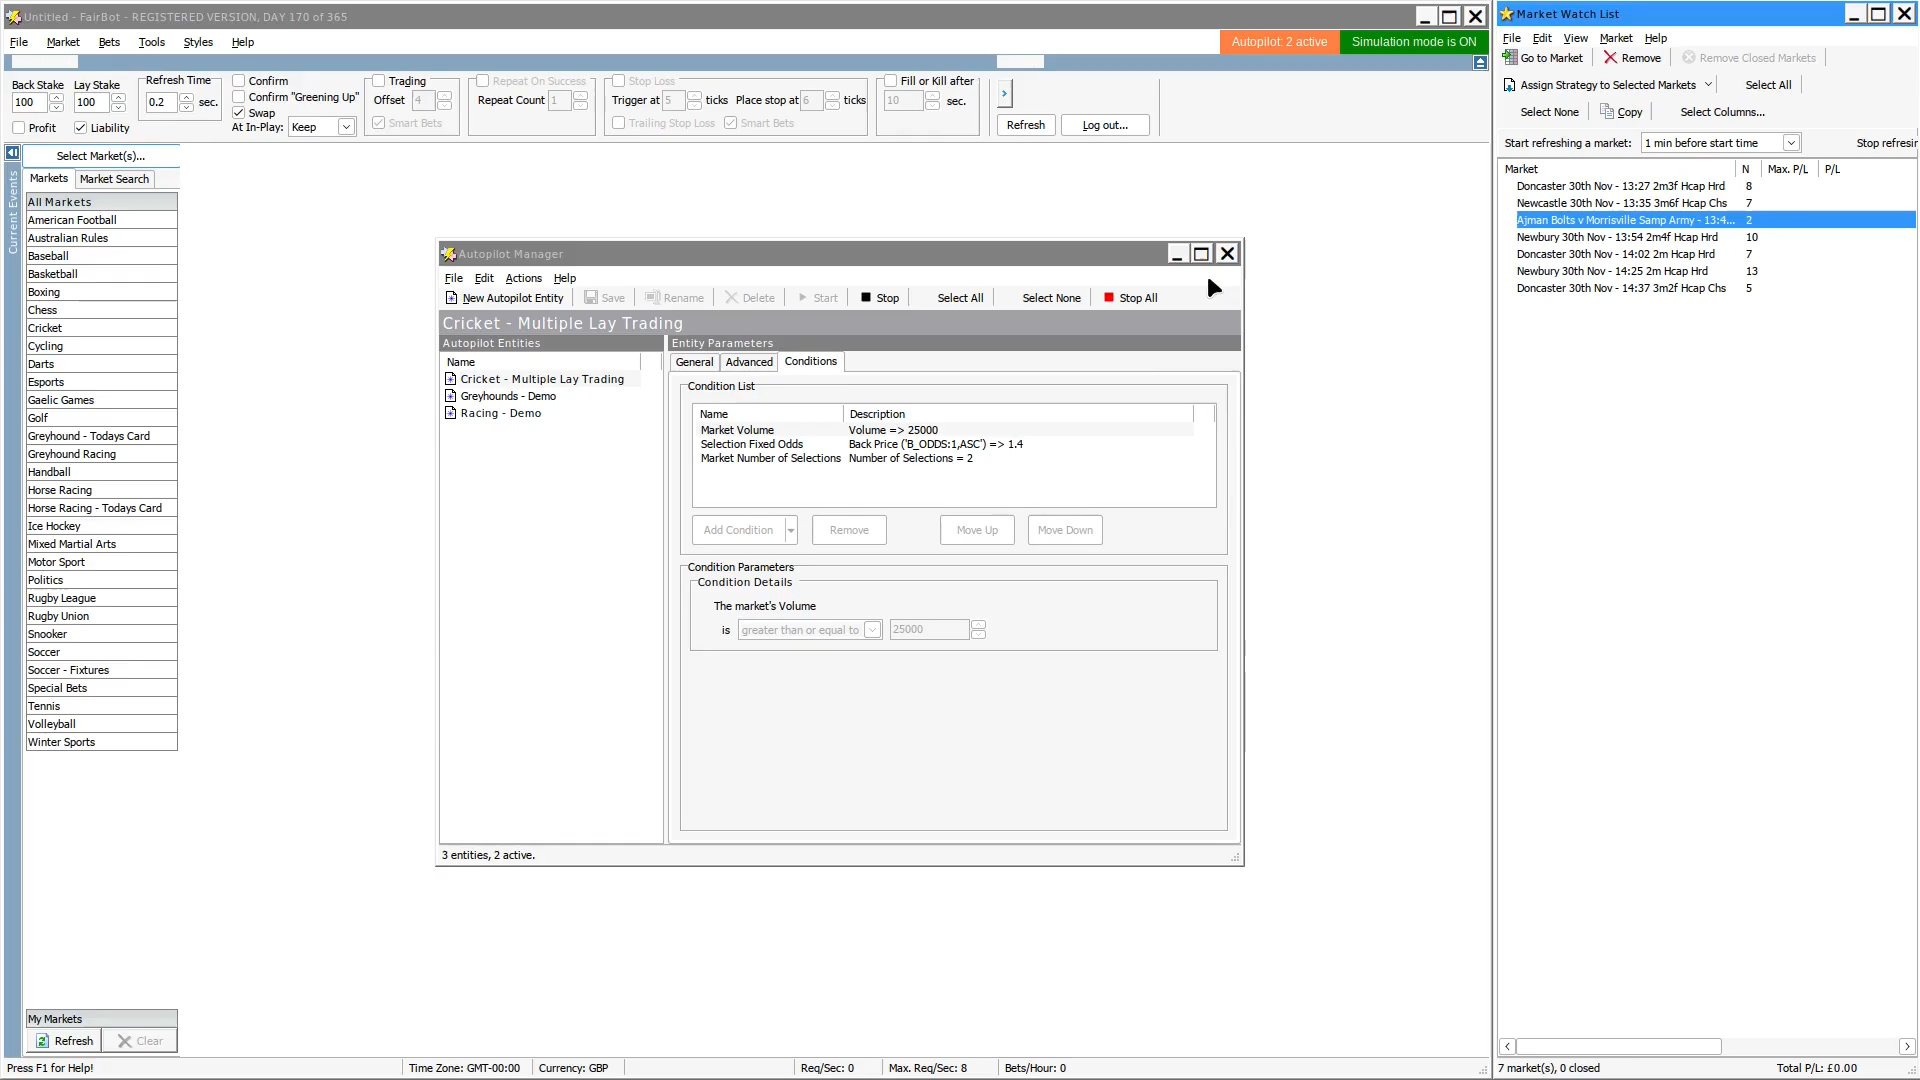 Untitled - FairBot - REGISTERED VERSION, DAY 170 of 365
File Market Bets Tools Styles Help
Autopilot: 2 active Simulation mode is ON
Back Stake Lay Stake Refresh Time Confirm Trading Repeat On Success Stop Loss Fill or Kill after
100 100 0.2 sec. Confirm "Greening Up" Offset 4 Repeat Count 1 Trigger at 5 ticks Place stop at 6 ticks 10 sec.
Swap
Profit Liability At In-Play: Keep Smart Bets Trailing Stop Loss Smart Bets Refresh Log out...
Current Events
Select Market(s)...
Markets Market Search
All Markets
American Football
Australian Rules
Baseball
Basketball
Boxing
Chess
Cricket
Cycling
Darts
Esports
Gaelic Games
Golf
Greyhound - Todays Card
Greyhound Racing
Handball
Horse Racing
Horse Racing - Todays Card
Ice Hockey
Mixed Martial Arts
Motor Sport
Politics
Rugby League
Rugby Union
Snooker
Soccer
Soccer - Fixtures
Special Bets
Tennis
Volleyball
Winter Sports
My Markets
Refresh Clear
Autopilot Manager
File Edit Actions Help
New Autopilot Entity Save Rename Delete Start Stop Select All Select None Stop All
Cricket - Multiple Lay Trading
Autopilot Entities
Name
Cricket - Multiple Lay Trading
Greyhounds - Demo
Racing - Demo
Entity Parameters
General Advanced Conditions
Condition List
Name Description
Market Volume Volume => 25000
Selection Fixed Odds Back Price ('B_ODDS:1,ASC') => 1.4
Market Number of Selections Number of Selections = 2
Add Condition Remove Move Up Move Down
Condition Parameters
Condition Details
The market's Volume
is greater than or equal to 25000
3 entities, 2 active.
Press F1 for Help! Time Zone: GMT-00:00 Currency: GBP Req/Sec: 0 Max. Req/Sec: 8 Bets/Hour: 0
Market Watch List
File Edit View Market Help
Go to Market Remove Remove Closed Markets
Assign Strategy to Selected Markets Select All
Select None Copy Select Columns...
Start refreshing a market: 1 min before start time Stop refresin
Market N Max. P/L P/L
Doncaster 30th Nov - 13:27 2m3f Hcap Hrd 8
Newcastle 30th Nov - 13:35 3m6f Hcap Chs 7
Ajman Bolts v Morrisville Samp Army - 13:4... 2
Newbury 30th Nov - 13:54 2m4f Hcap Hrd 10
Doncaster 30th Nov - 14:02 2m Hcap Hrd 7
Newbury 30th Nov - 14:25 2m Hcap Hrd 13
Doncaster 30th Nov - 14:37 3m2f Hcap Chs 5
7 market(s), 0 closed Total P/L: £0.00